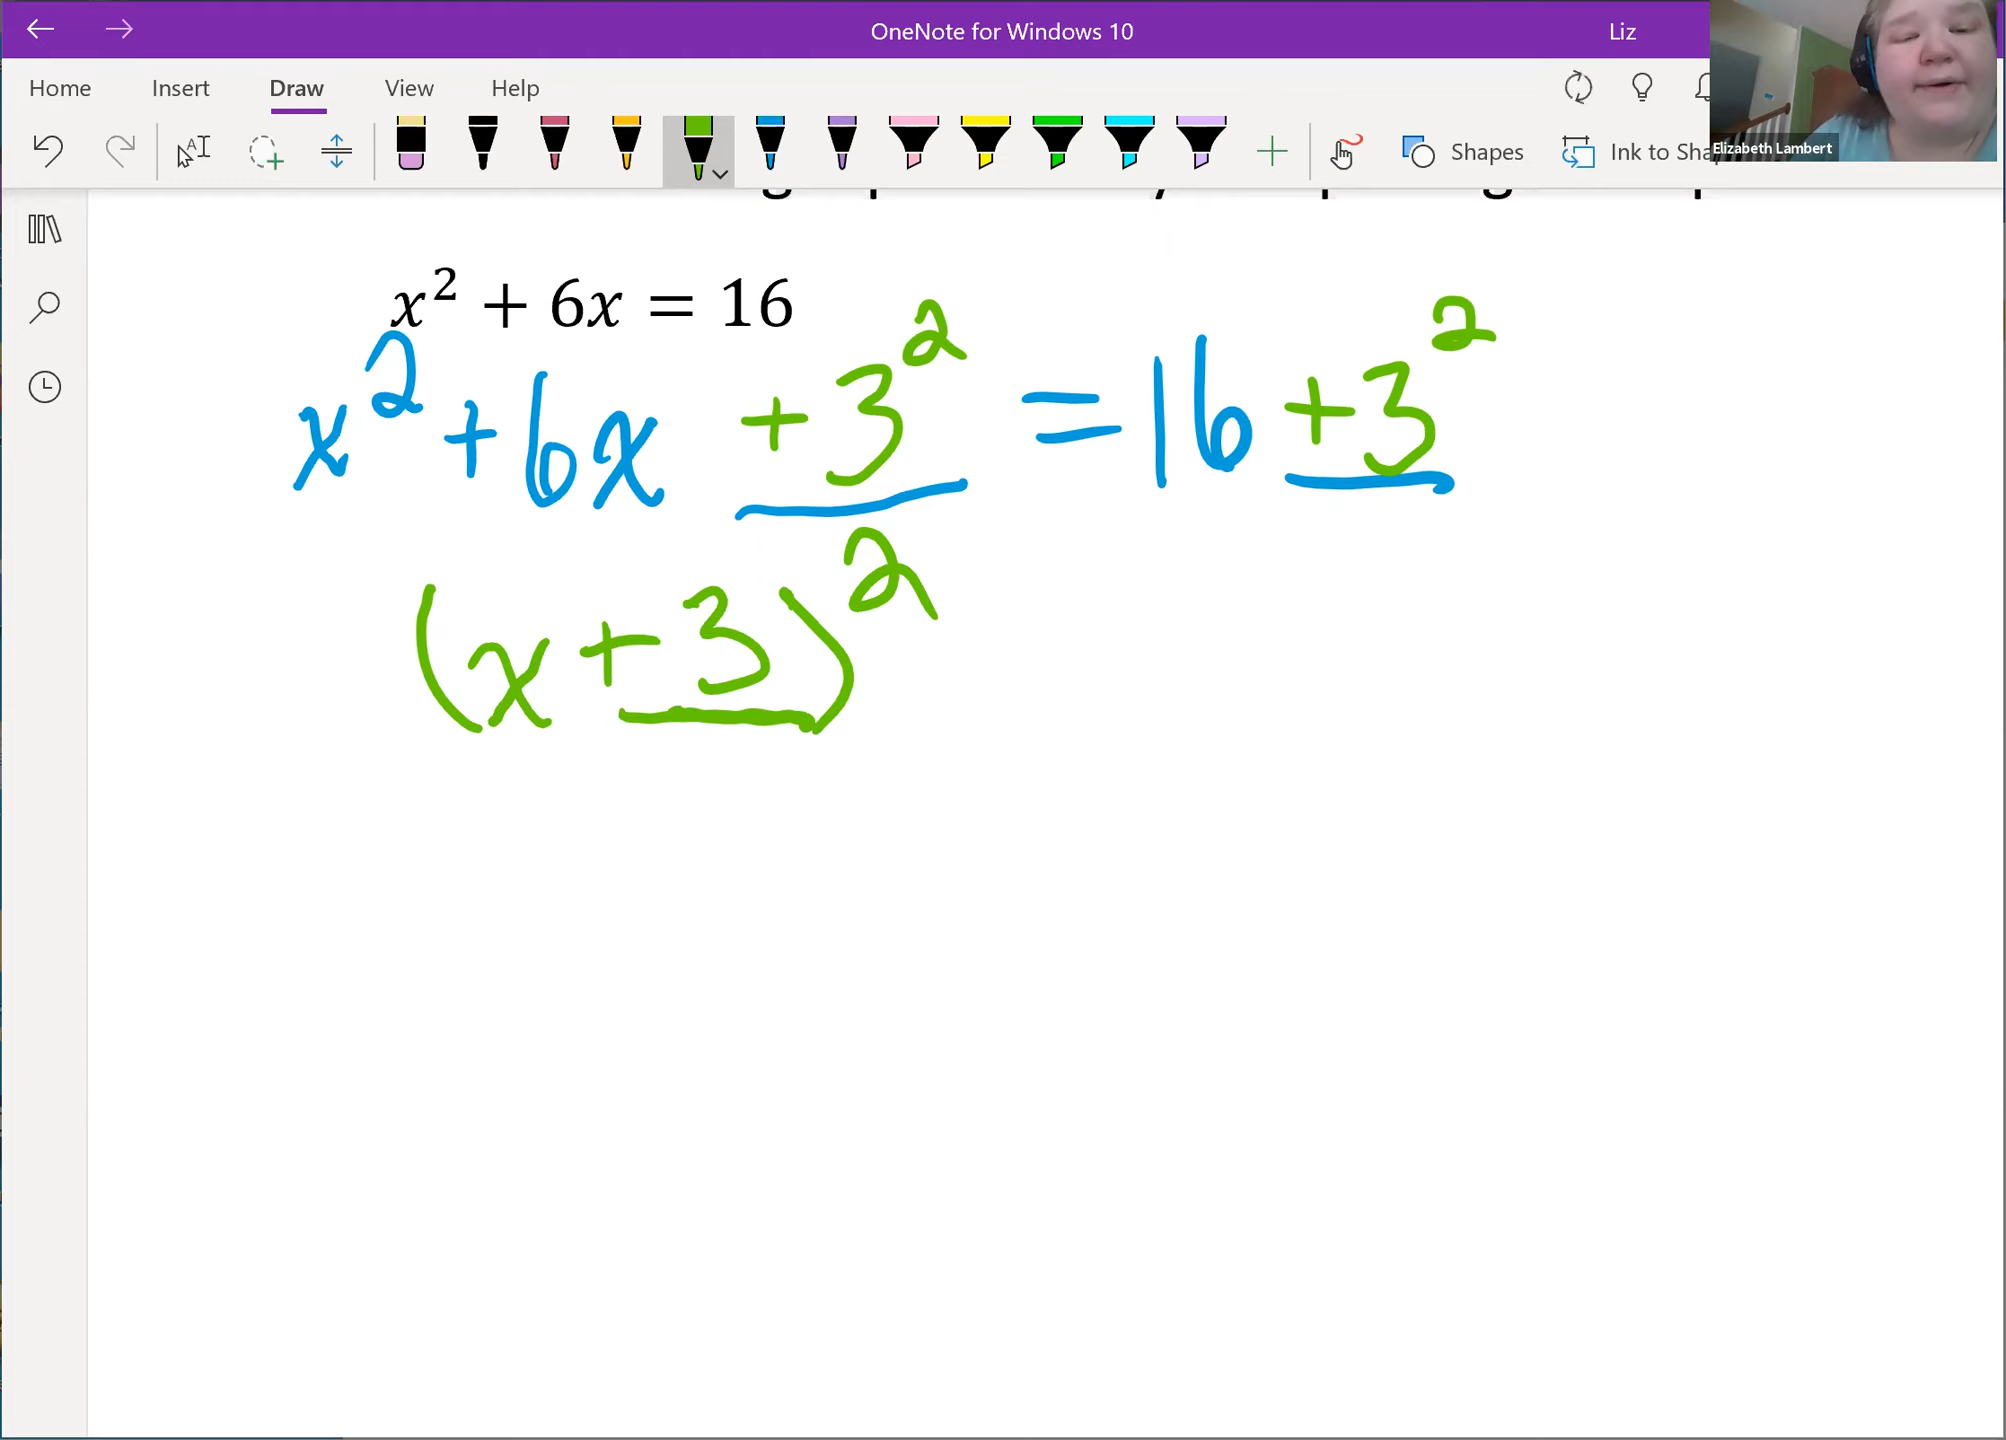 OneNote for Windows 10
Liz
Home Insert Draw View Help
Shapes
Ink to Sha
Elizabeth Lambert
x² + 6x = 16
x² + 6x + 3² = 16 + 3²
(x + 3)²